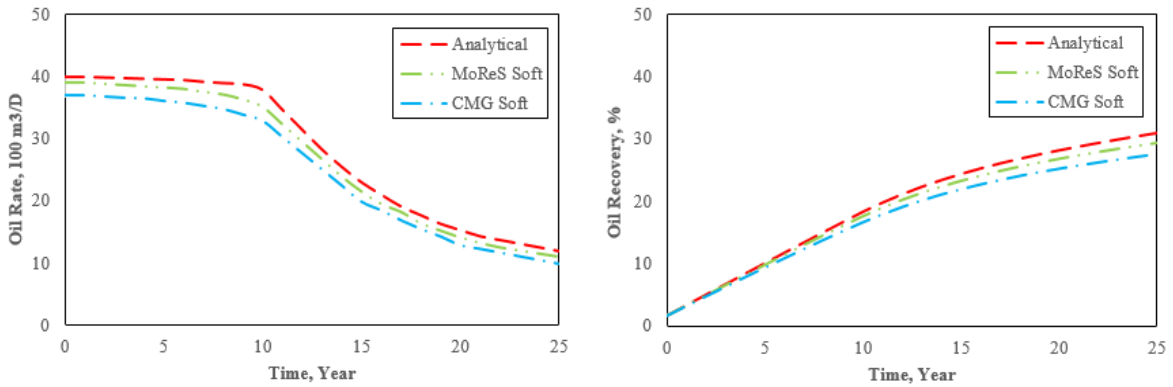 50
40
30
20
10
0
Oil Rate, 100 m3/D
Analytical
MoReS Soft
CMG Soft
0 5 10 15 20 25
Time, Year
50
40
30
20
10
0
Oil Recovery, %
Analytical
MoReS Soft
CMG Soft
0 5 10 15 20 25
Time, Year